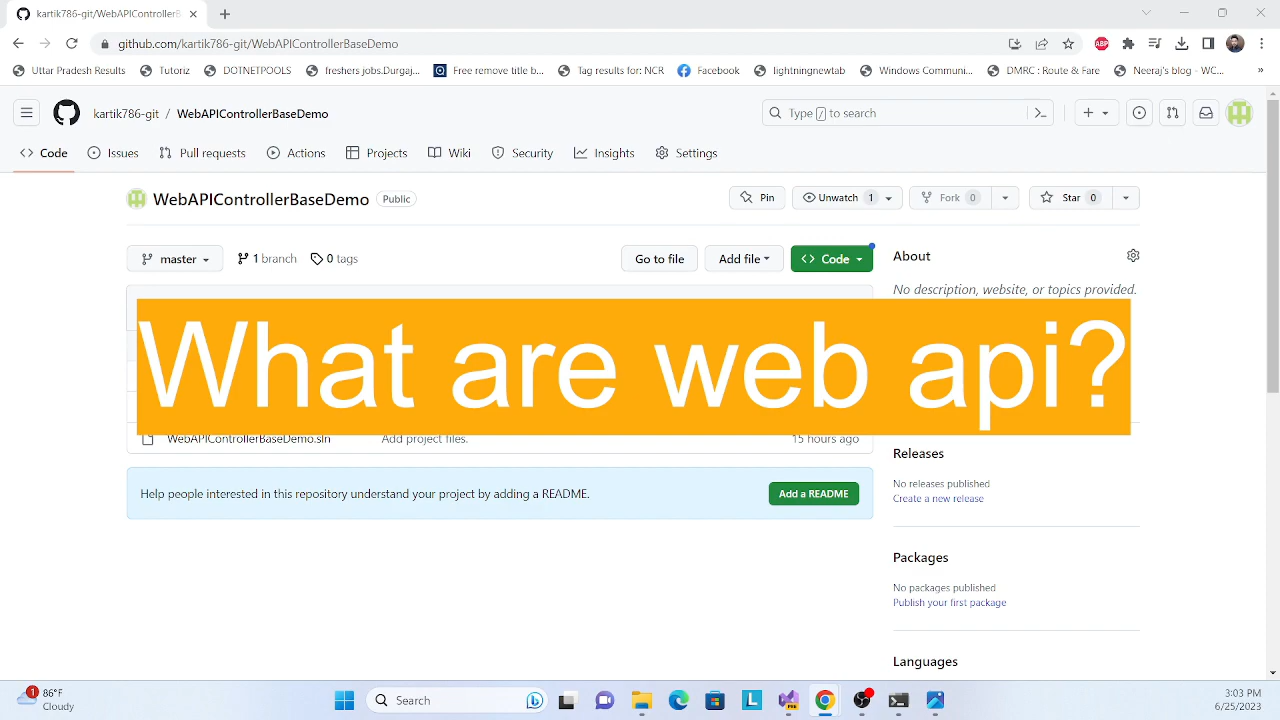 kartik786-git/WebAPIControllerB
github.com/kartik786-git/WebAPIControllerBaseDemo
Uttar Pradesh Results
Tutoriz
DOTNETPOOLS
freshers jobs,Durgaj...
Free remove title b...
Tag results for: NCR
Facebook
lightningnewtab
Windows Communi...
DMRC : Route & Fare
Neeraj's blog - WC...
»
kartik786-git / WebAPIControllerBaseDemo
Type / to search
Code
Issues
Pull requests
Actions
Projects
Wiki
Security
Insights
Settings
WebAPIControllerBaseDemo Public
Pin
Unwatch 1
Fork 0
Star 0
master
1 branch
0 tags
Go to file
Add file
Code
About
No description, website, or topics provided.
What are web api?
WebAPIControllerBaseDemo.sln Add project files. 15 hours ago
Help people interested in this repository understand your project by adding a README.
Add a README
Releases
No releases published
Create a new release
Packages
No packages published
Publish your first package
Languages
1
86°F
Cloudy
Search
3:03 PM
6/25/2023